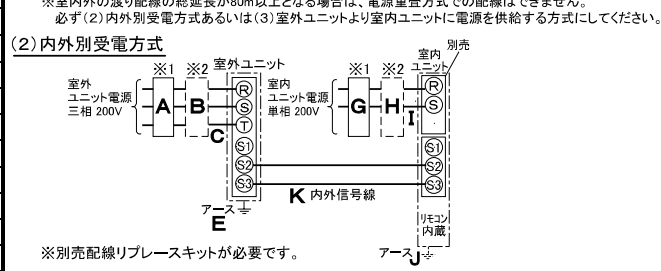 ※室内外の渡り配線の総延長が80m以上となる場合は、電源重畳方式での配線はできません。
必ず(2)内外別受電方式あるいは(3)室外ユニットより室内ユニットに電源を供給する方式にしてください。
(2)内外別受電方式
※1 ※2 室外ユニット
室外
ユニット電源
三相 200V
A B C
R
S
T
S1
S2
S3
アース
E
室内
ユニット電源
単相 200V
※1 ※2
G H I
室内
ユニット
別売
R
S
S1
S2
S3
K 内外信号線
リモコン
内蔵
アース J
※別売配線リプレースキットが必要です。